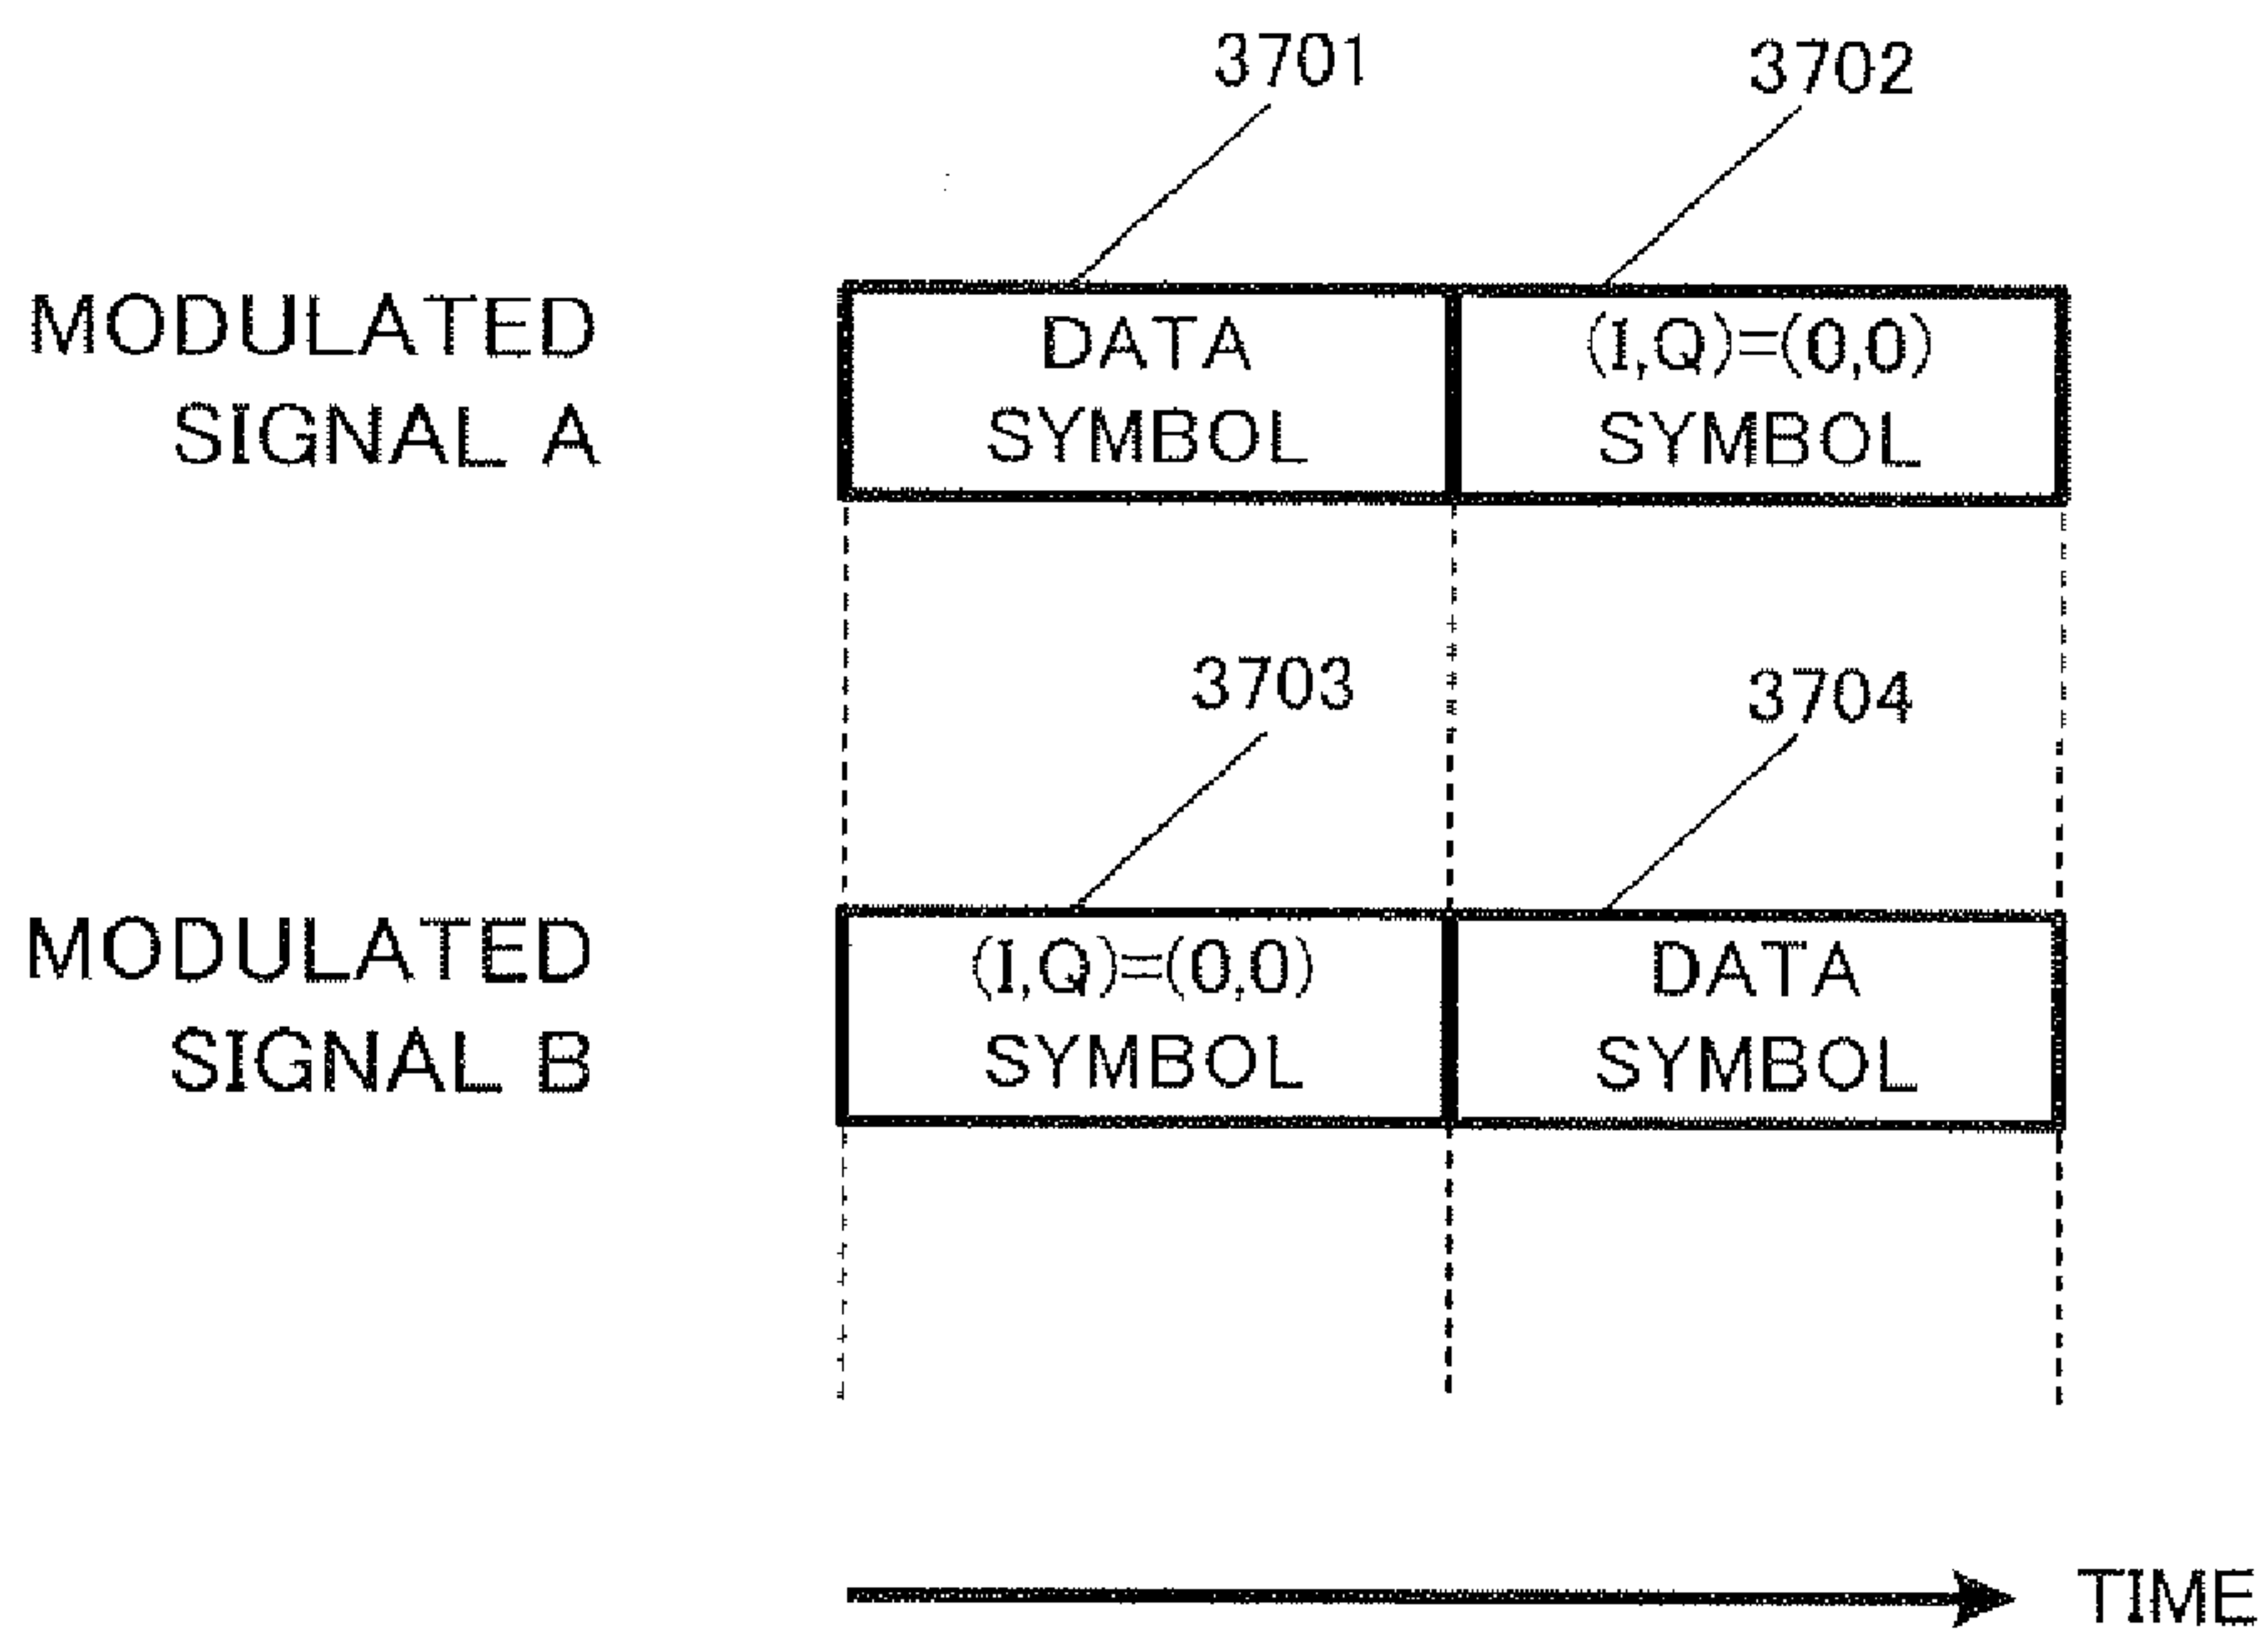 3701 3702
MODULATED
SIGNAL A
DATA
SYMBOL
(I,Q)=(0,0)
SYMBOL
3703 3704
MODULATED
SIGNAL B
(I,Q)=(0,0)
SYMBOL
DATA
SYMBOL
TIME